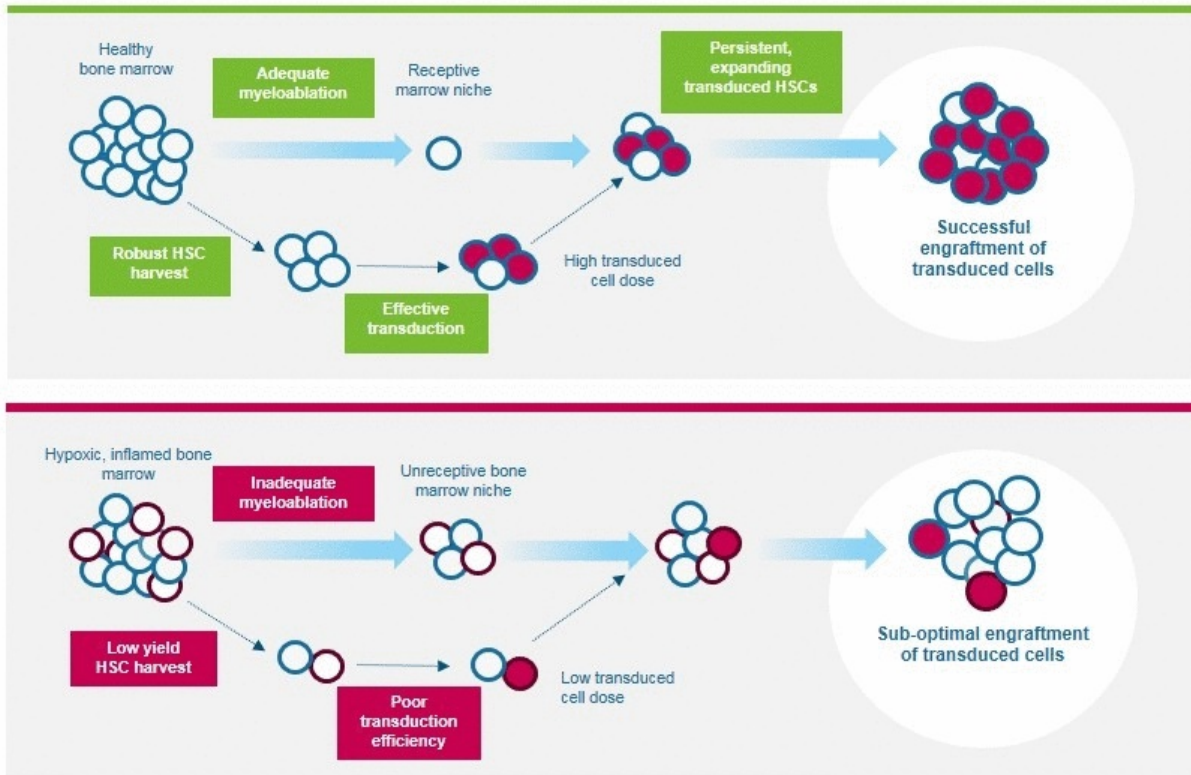 Healthy
bone marrow
Adequate
myeloablation
Receptive
marrow niche
Persistent,
expanding
transduced HSCs
Robust HSC
harvest
Effective
transduction
High transduced
cell dose
Successful
engraftment of
transduced cells
Hypoxic, inflamed bone
marrow
Inadequate
myeloablation
Unreceptive bone
marrow niche
Low yield
HSC harvest
Poor
transduction
efficiency
Low transduced
cell dose
Sub-optimal engraftment
of transduced cells